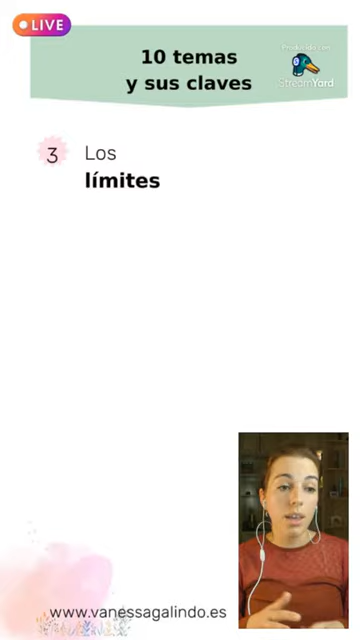 LIVE
10 temas
y sus claves
Producido con
StreamYard
3
Los
límites
www.vanessagalindo.es